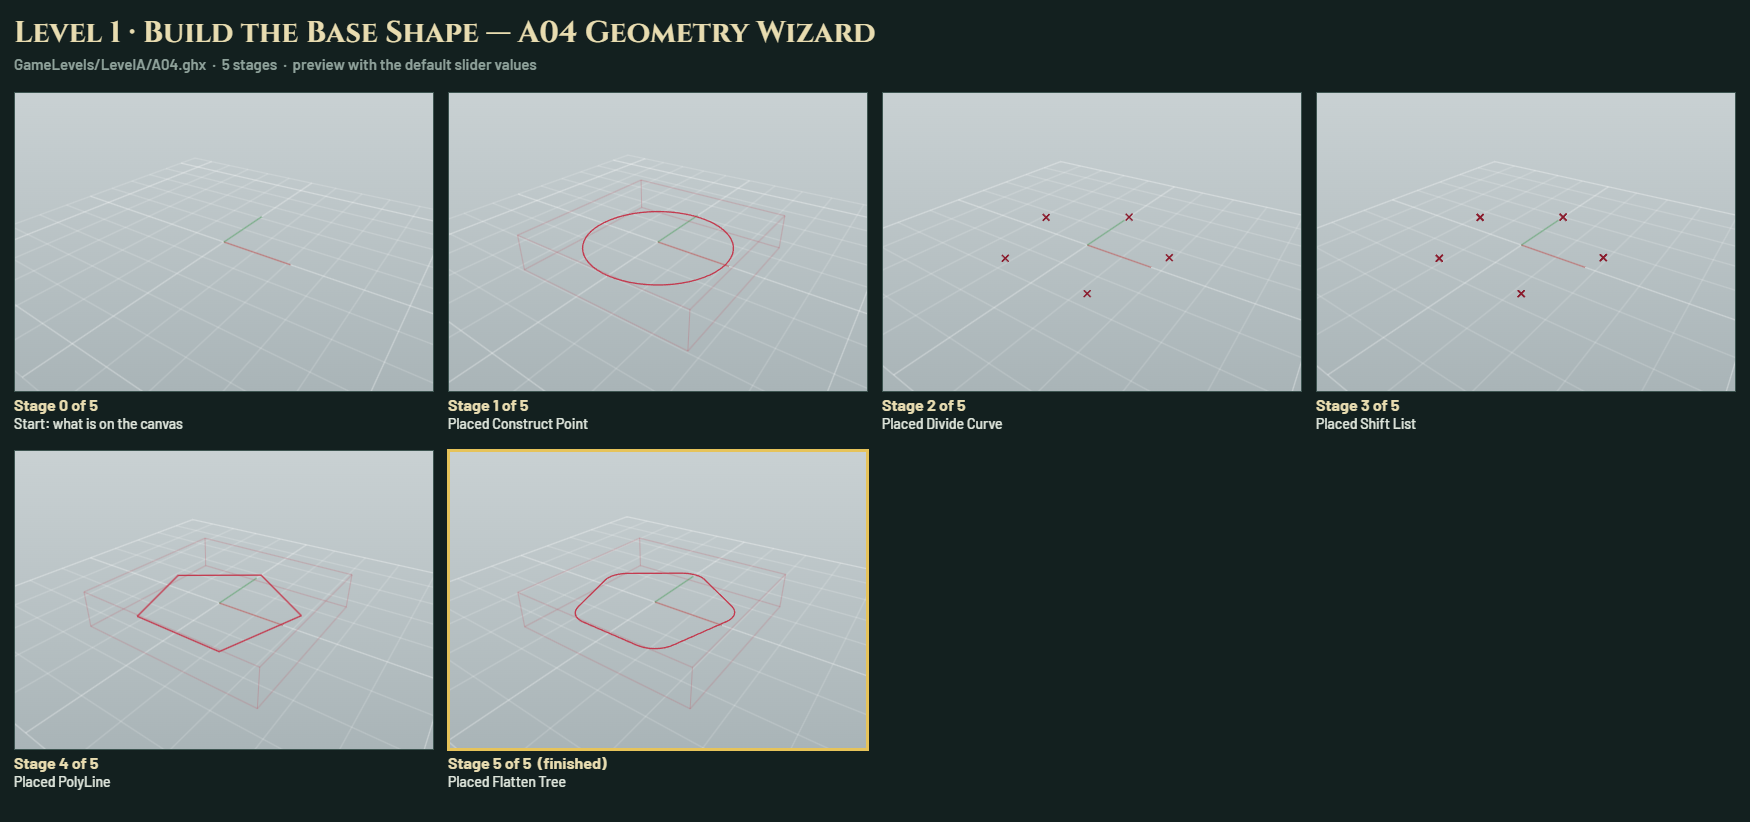 Level 1 · Build the Base Shape — A04 Geometry Wizard
GameLevels/LevelA/A04.ghx · 5 stages · preview with the default slider values
Stage 0 of 5
Start: what is on the canvas
Stage 1 of 5
Placed Construct Point
Stage 2 of 5
Placed Divide Curve
Stage 3 of 5
Placed Shift List
Stage 4 of 5
Placed PolyLine
Stage 5 of 5 (finished)
Placed Flatten Tree